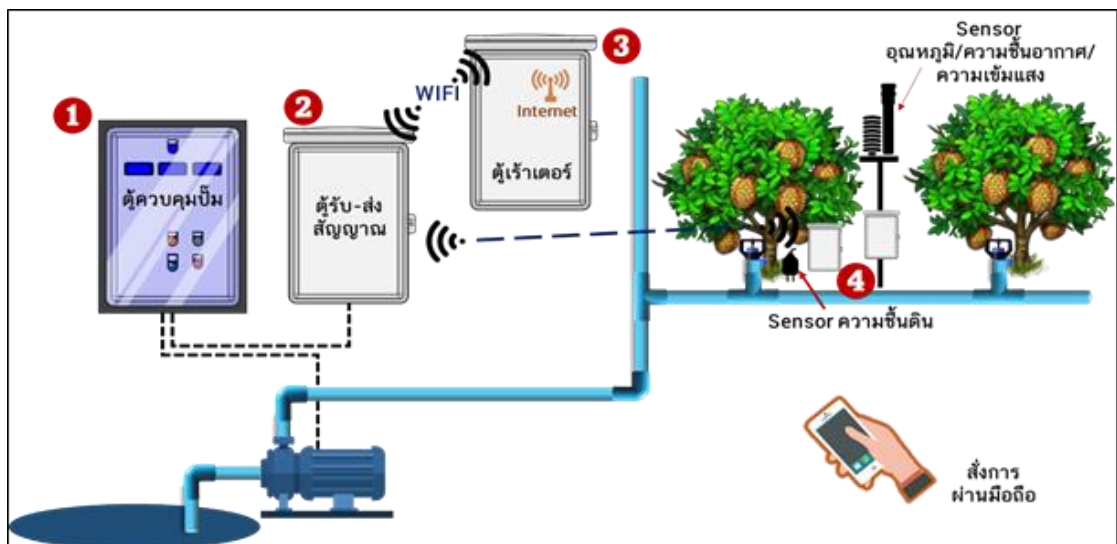 1
ตู้ควบคุมปั๊ม
2
ตู้รับ-ส่ง
สัญญาณ
WIFI
3
Internet
ตู้เร้าเตอร์
Sensor
อุณหภูมิ/ความชื้นอากาศ/
ความเข้มแสง
4
Sensor ความชื้นดิน
สั่งการ
ผ่านมือถือ